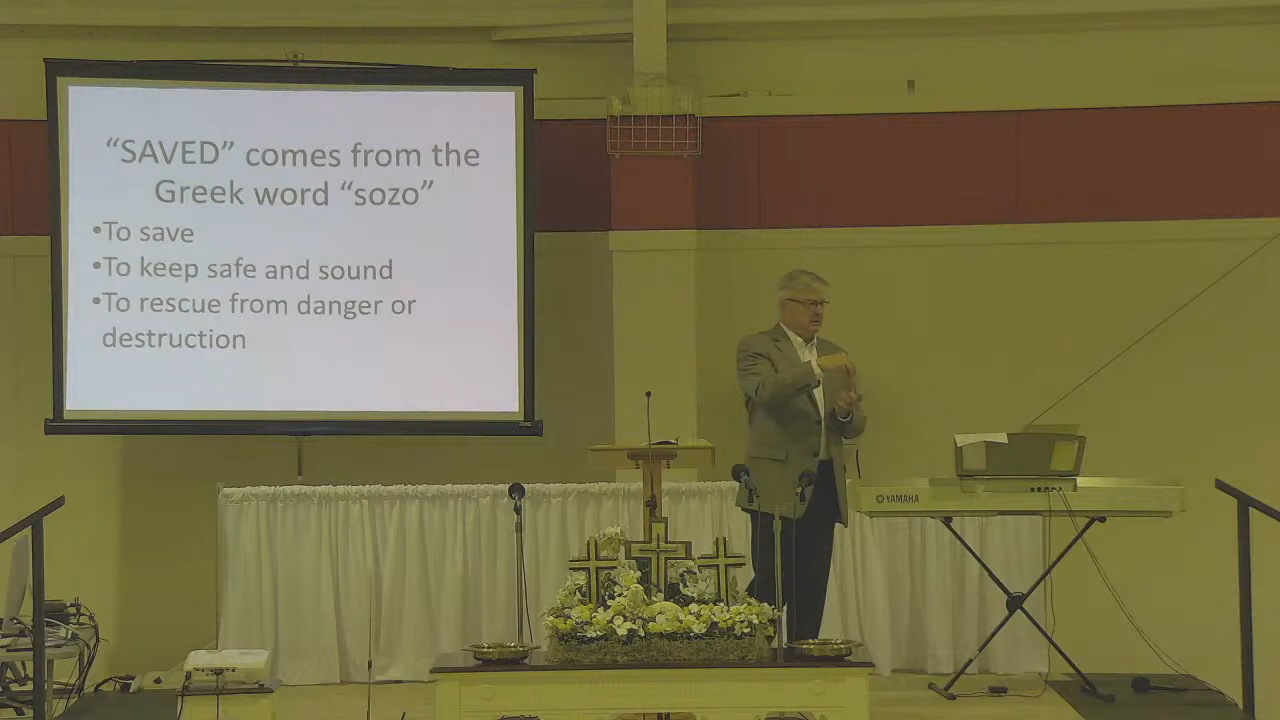 “SAVED” comes from the
Greek word “sozo”
•To save
•To keep safe and sound
•To rescue from danger or
destruction
YAMAHA